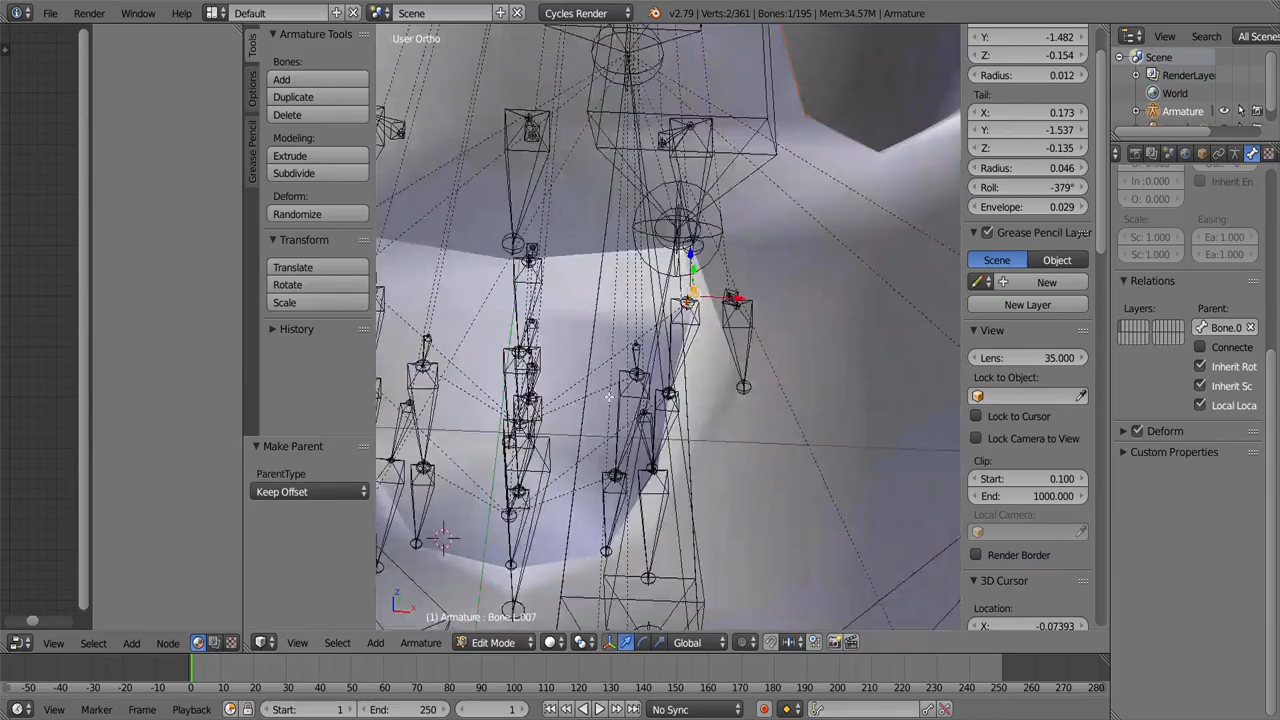 File Render Window Help Default Scene Cycles Render v2.79 | Verts:2/361 | Bones:1/195 | Mem:34.57M | Armature
Tools
Options
Grease Pencil
Armature Tools
Bones:
Add
Duplicate
Delete
Modeling:
Extrude
Subdivide
Deform:
Randomize
Transform
Translate
Rotate
Scale
History
Make Parent
ParentType
Keep Offset
User Ortho
(1) Armature : Bone.L.007
z
x
Y: -1.482
Z: -0.154
Radius: 0.012
Tail:
X: 0.173
Y: -1.537
Z: -0.135
Radius: 0.046
Roll: -379°
Envelope: 0.029
Grease Pencil Laye
Scene Object
New
New Layer
View
Lens: 35.000
Lock to Object:
Lock to Cursor
Lock Camera to View
Clip:
Start: 0.100
End: 1000.000
Local Camera:
Render Border
3D Cursor
Location:
X: -0.07393
View Search All Scenes
Scene
RenderLayer
World
Armature
In :0.000 Inherit En
O: 0.000
Scale: Easing:
Sc: 1.000 Ea: 1.000
Sc: 1.000 Ea: 1.000
Relations
Layers: Parent:
Bone.0
Connecte
Inherit Rot
Inherit Sc
Local Loca
Deform
Custom Properties
View Select Add Node View Select Add Armature Edit Mode Global
-50 -40 -30 -20 -10 0 10 20 30 40 50 60 70 80 90 100 110 120 130 140 150 160 170 180 190 200 210 220 230 240 250 260 270 280
View Marker Frame Playback Start: 1 End: 250 1 No Sync